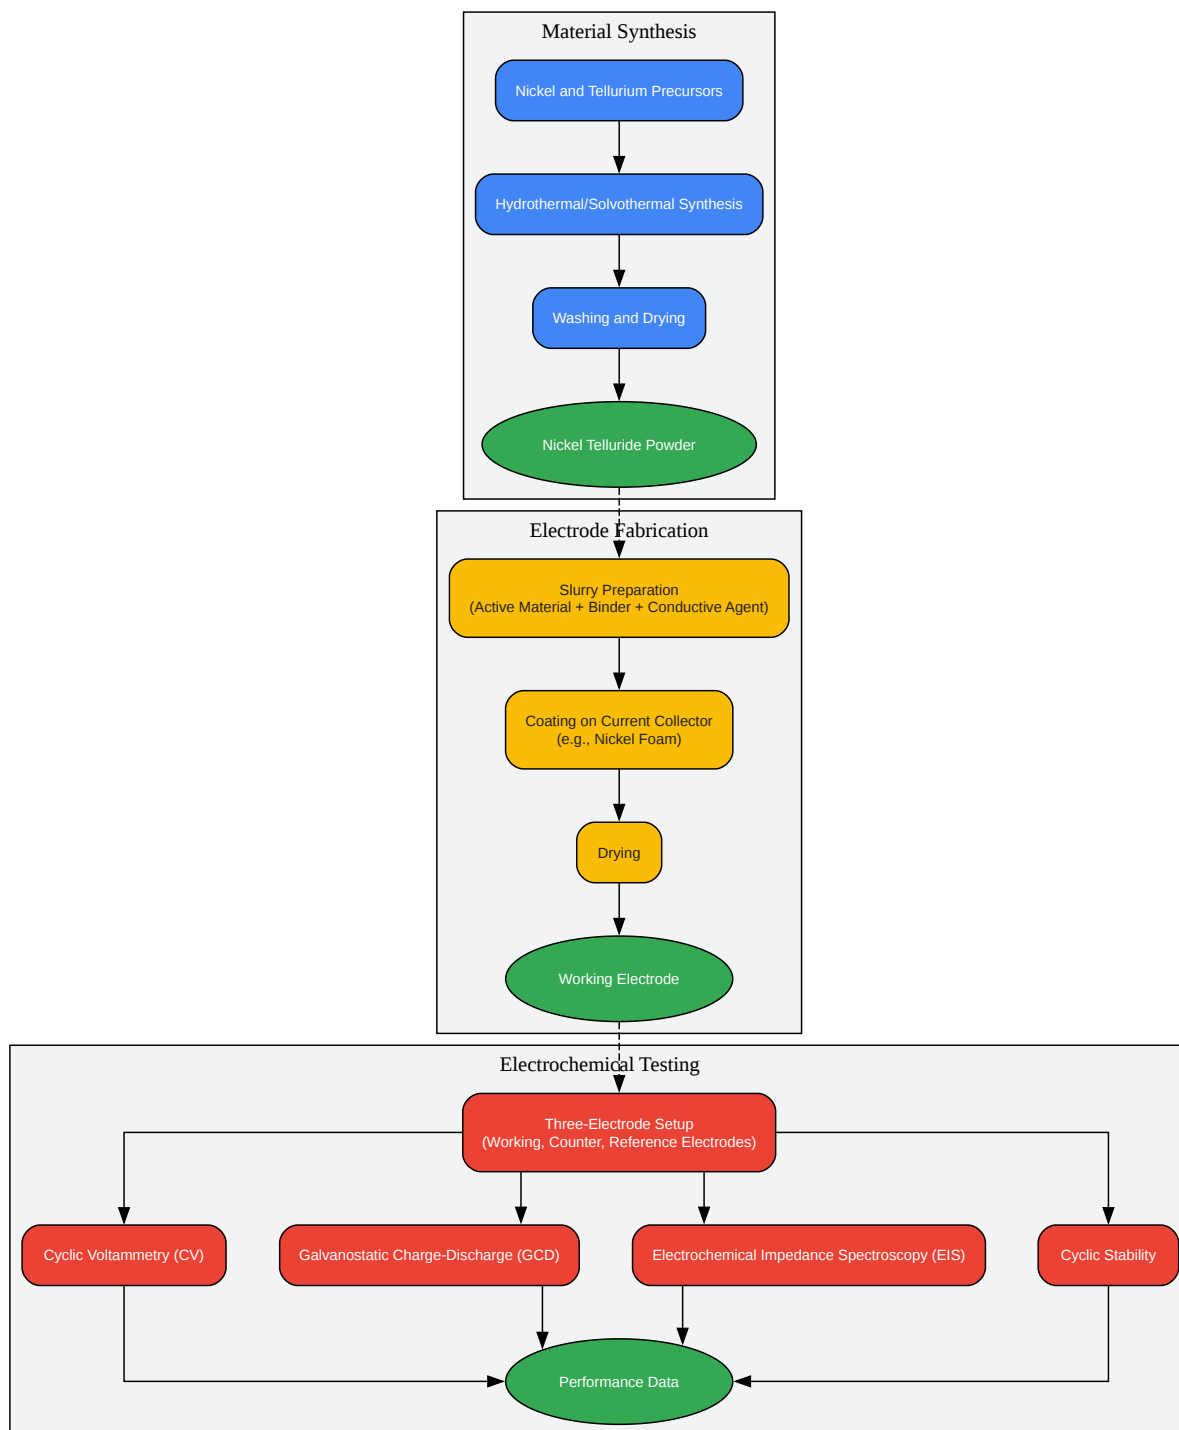 Material Synthesis
Nickel and Tellurium Precursors
Hydrothermal/Solvothermal Synthesis
Washing and Drying
Nickel Telluride Powder
Electrode Fabrication
Slurry Preparation
(Active Material + Binder + Conductive Agent)
Coating on Current Collector
(e.g., Nickel Foam)
Drying
Working Electrode
Electrochemical Testing
Three-Electrode Setup
(Working, Counter, Reference Electrodes)
Cyclic Voltammetry (CV)
Galvanostatic Charge-Discharge (GCD)
Electrochemical Impedance Spectroscopy (EIS)
Cyclic Stability
Performance Data